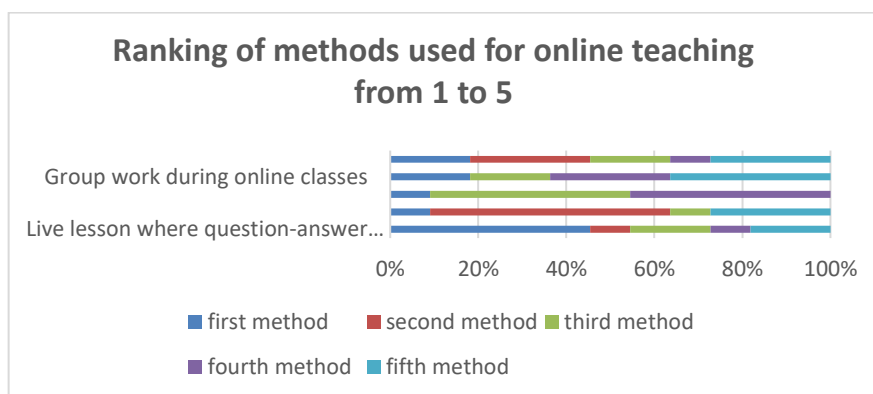 Ranking of methods used for online teaching
from 1 to 5
Group work during online classes
Live lesson where question-answer...
0% 20% 40% 60% 80% 100%
first method second method third method
fourth method fifth method